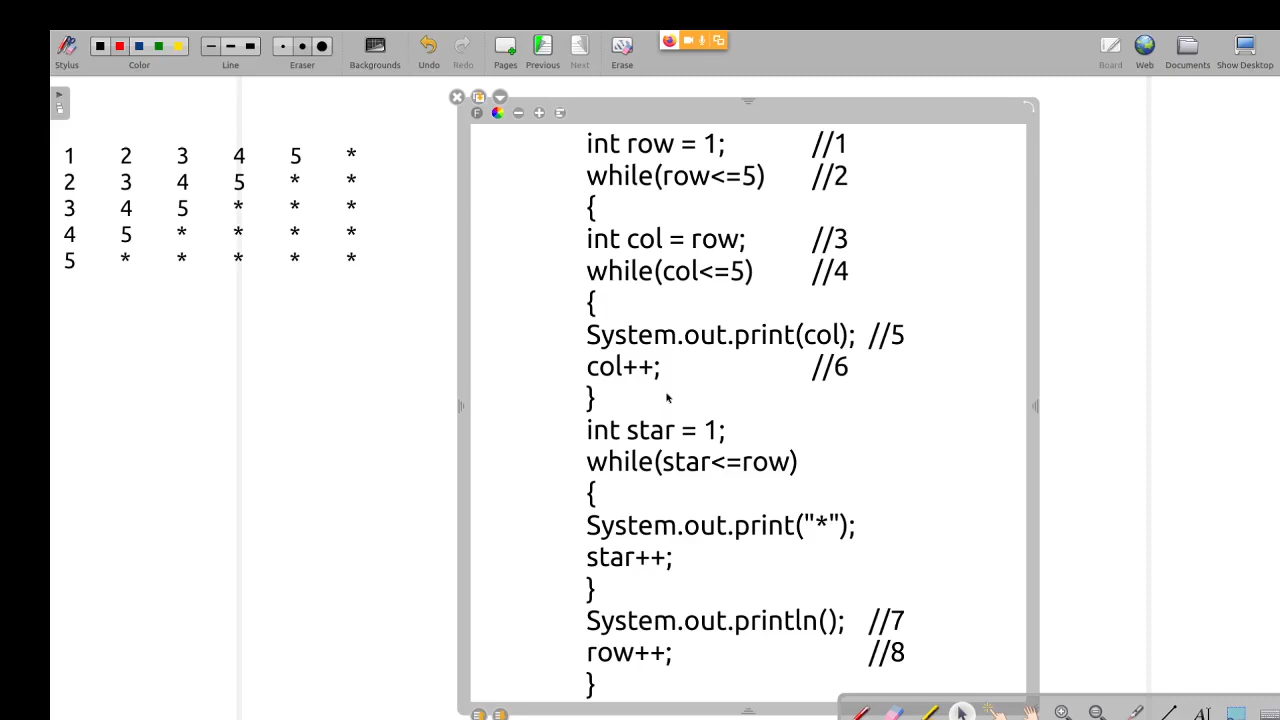 Stylus Color Line Eraser Backgrounds Undo Redo Pages Previous Next Erase Board Web Documents Show Desktop
1 2 3 4 5 *
2 3 4 5 * *
3 4 5 * * *
4 5 * * * *
5 * * * * *
int row = 1; //1
while(row<=5) //2
{
int col = row; //3
while(col<=5) //4
{
System.out.print(col); //5
col++; //6
}
int star = 1;
while(star<=row)
{
System.out.print("*");
star++;
}
System.out.println(); //7
row++; //8
}